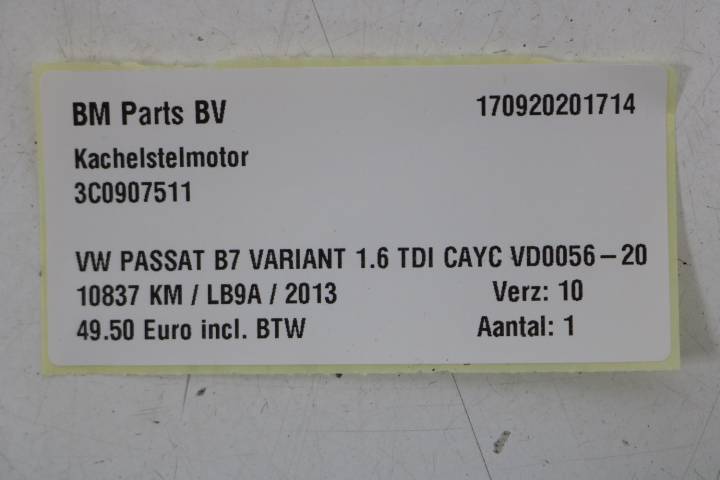 BM Parts BV 170920201714
Kachelstelmotor
3C0907511
VW PASSAT B7 VARIANT 1.6 TDI CAYC VD0056-20
10837 KM / LB9A / 2013 Verz: 10
49.50 Euro incl. BTW Aantal: 1